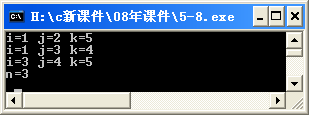 H:\c新课件\08年课件\5-8.exe
i=1 j=2 k=5
i=1 j=3 k=4
i=3 j=4 k=5
n=3